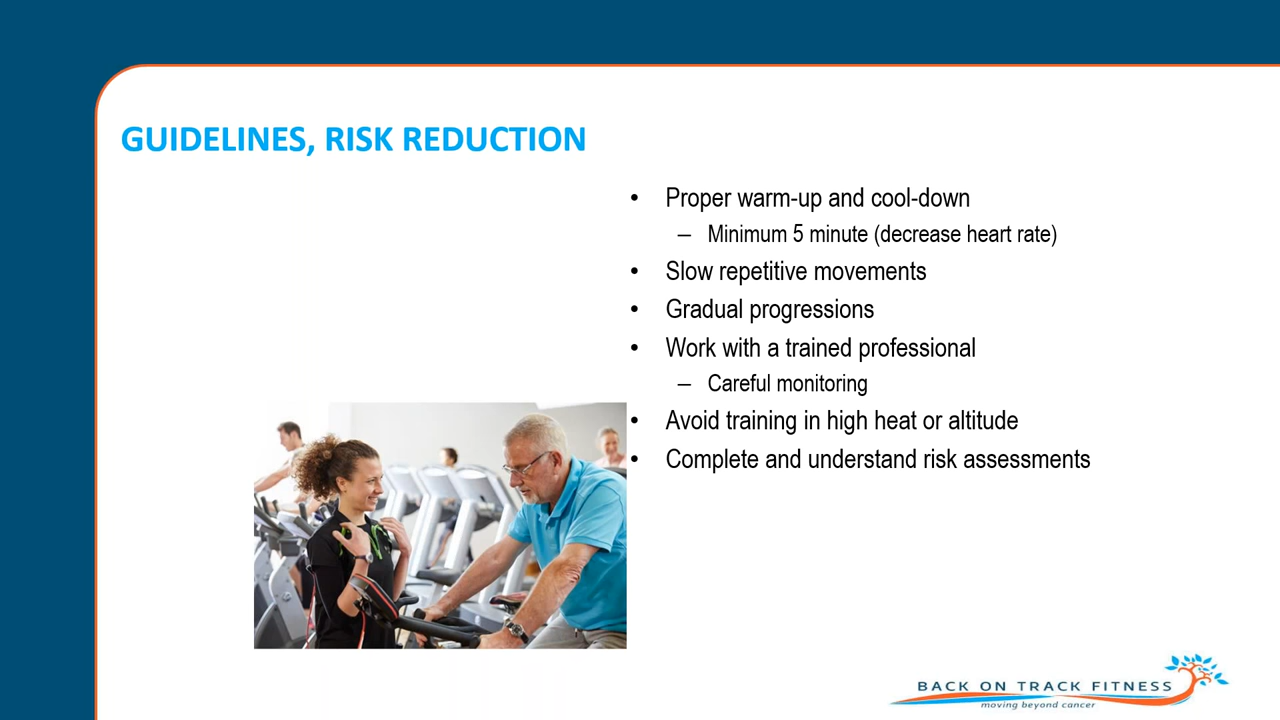 GUIDELINES, RISK REDUCTION
• Proper warm-up and cool-down
– Minimum 5 minute (decrease heart rate)
• Slow repetitive movements
• Gradual progressions
• Work with a trained professional
– Careful monitoring
• Avoid training in high heat or altitude
• Complete and understand risk assessments
BACK ON TRACK FITNESS
moving beyond cancer